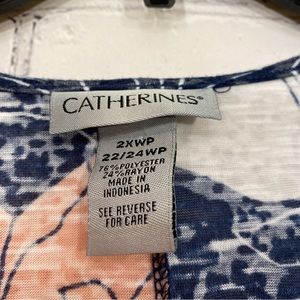 CATHERINES®
2XWP
22/24WP
76% POLYESTER
24% RAYON
MADE IN
INDONESIA
SEE REVERSE
FOR CARE